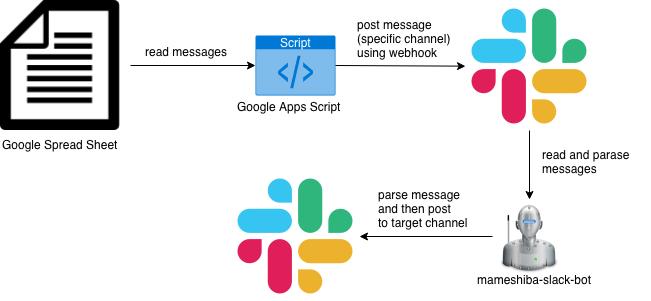 read messages
Script
</>
post message
(specific channel)
using webhook
Google Spread Sheet
Google Apps Script
read and parase
messages
parse message
and then post
to target channel
mameshiba-slack-bot